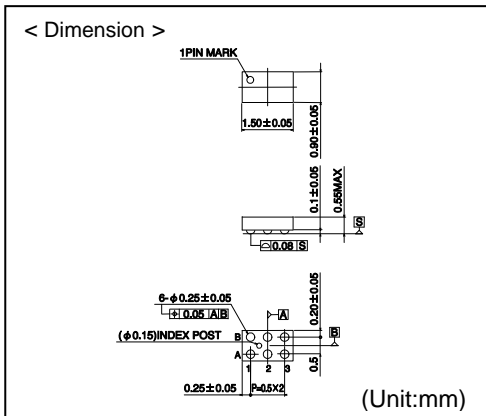 < Dimension >
1PIN MARK
1.50±0.05
0.90±0.05
0.1±0.05
0.55MAX
S
⌓ 0.08 S
6-ϕ0.25±0.05
⌖ 0.05 A B
A
(ϕ0.15)INDEX POST
B
A
1 2 3
0.20±0.05
B
0.5
0.25±0.05
P=0.5×2
(Unit:mm)